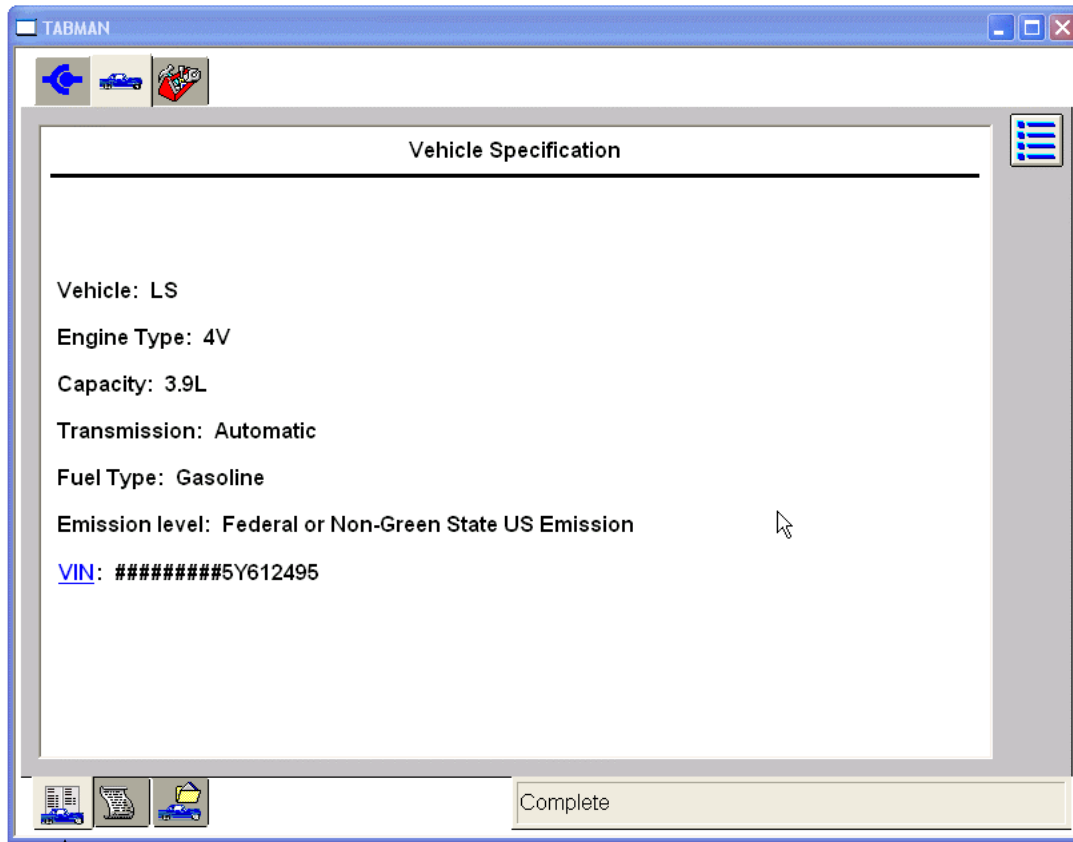 TABMAN
Vehicle Specification
Vehicle: LS
Engine Type: 4V
Capacity: 3.9L
Transmission: Automatic
Fuel Type: Gasoline
Emission level: Federal or Non-Green State US Emission
VIN: #########5Y612495
Complete